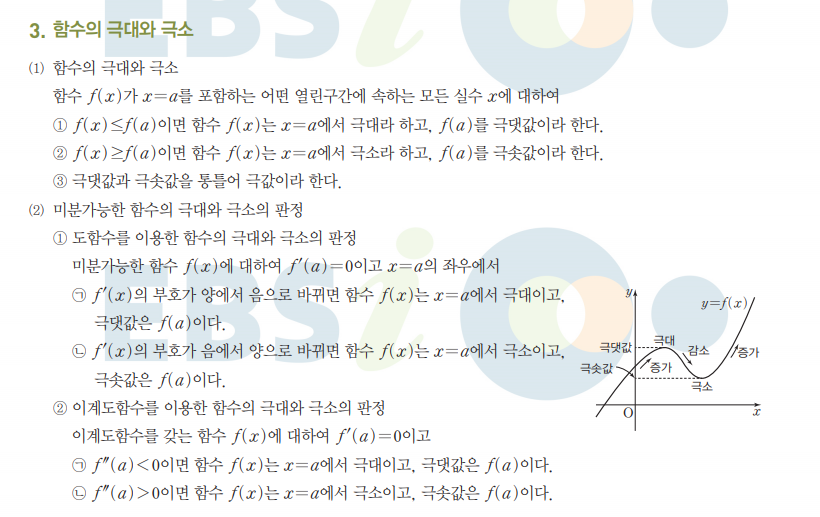 3. 함수의 극대와 극소
(1) 함수의 극대와 극소
함수 f(x)가 x=a를 포함하는 어떤 열린구간에 속하는 모든 실수 x에 대하여
① f(x)≤f(a)이면 함수 f(x)는 x=a에서 극대라 하고, f(a)를 극댓값이라 한다.
② f(x)≥f(a)이면 함수 f(x)는 x=a에서 극소라 하고, f(a)를 극솟값이라 한다.
③ 극댓값과 극솟값을 통틀어 극값이라 한다.
(2) 미분가능한 함수의 극대와 극소의 판정
① 도함수를 이용한 함수의 극대와 극소의 판정
미분가능한 함수 f(x)에 대하여 f′(a)=0이고 x=a의 좌우에서
㉠ f′(x)의 부호가 양에서 음으로 바뀌면 함수 f(x)는 x=a에서 극대이고,
극댓값은 f(a)이다.
㉡ f′(x)의 부호가 음에서 양으로 바뀌면 함수 f(x)는 x=a에서 극소이고,
극솟값은 f(a)이다.
② 이계도함수를 이용한 함수의 극대와 극소의 판정
이계도함수를 갖는 함수 f(x)에 대하여 f′(a)=0이고
㉠ f″(a)<0이면 함수 f(x)는 x=a에서 극대이고, 극댓값은 f(a)이다.
㉡ f″(a)>0이면 함수 f(x)는 x=a에서 극소이고, 극솟값은 f(a)이다.
y
y=f(x)
극댓값
극대
감소
증가
극솟값
증가
극소
O
x
EBSi
EBSi